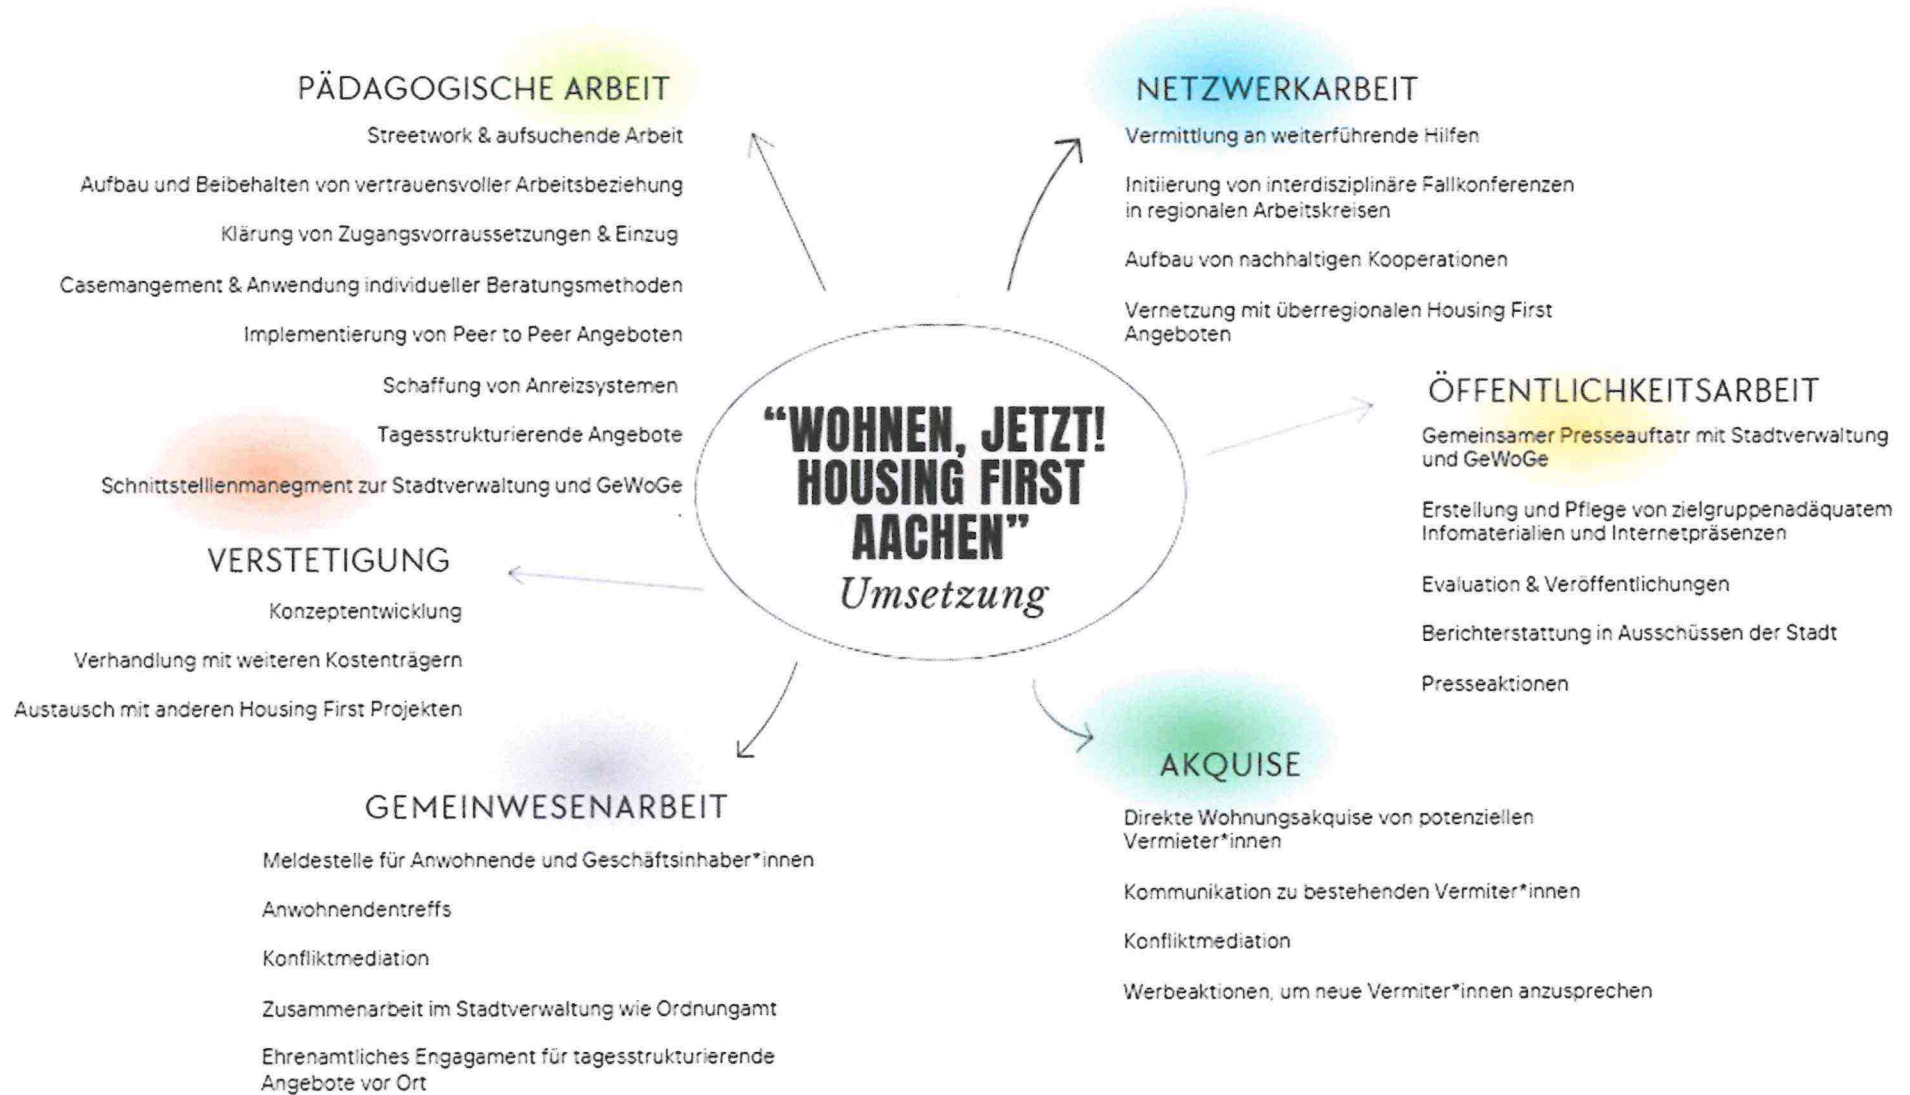 PÄDAGOGISCHE ARBEIT
Streetwork & aufsuchende Arbeit
Aufbau und Beibehalten von vertrauensvoller Arbeitsbeziehung
Klärung von Zugangsvorraussetzungen & Einzug
Casemangement & Anwendung individueller Beratungsmethoden
Implementierung von Peer to Peer Angeboten
Schaffung von Anreizsystemen
Tagesstrukturierende Angebote
Schnittstelllenmanegment zur Stadtverwaltung und GeWoGe
NETZWERKARBEIT
Vermittlung an weiterführende Hilfen
Initiierung von interdisziplinäre Fallkonferenzen
in regionalen Arbeitskreisen
Aufbau von nachhaltigen Kooperationen
Vernetzung mit überregionalen Housing First
Angeboten
“WOHNEN, JETZT!
HOUSING FIRST
AACHEN”
Umsetzung
ÖFFENTLICHKEITSARBEIT
Gemeinsamer Presseauftatr mit Stadtverwaltung
und GeWoGe
Erstellung und Pflege von zielgruppenadäquatem
Infomaterialien und Internetpräsenzen
Evaluation & Veröffentlichungen
Berichterstattung in Ausschüssen der Stadt
Presseaktionen
VERSTETIGUNG
Konzeptentwicklung
Verhandlung mit weiteren Kostenträgern
Austausch mit anderen Housing First Projekten
GEMEINWESENARBEIT
Meldestelle für Anwohnende und Geschäftsinhaber*innen
Anwohnendentreffs
Konfliktmediation
Zusammenarbeit im Stadtverwaltung wie Ordnungamt
Ehrenamtliches Engagament für tagesstrukturierende
Angebote vor Ort
AKQUISE
Direkte Wohnungsakquise von potenziellen
Vermieter*innen
Kommunikation zu bestehenden Vermiter*innen
Konfliktmediation
Werbeaktionen, um neue Vermiter*innen anzusprechen